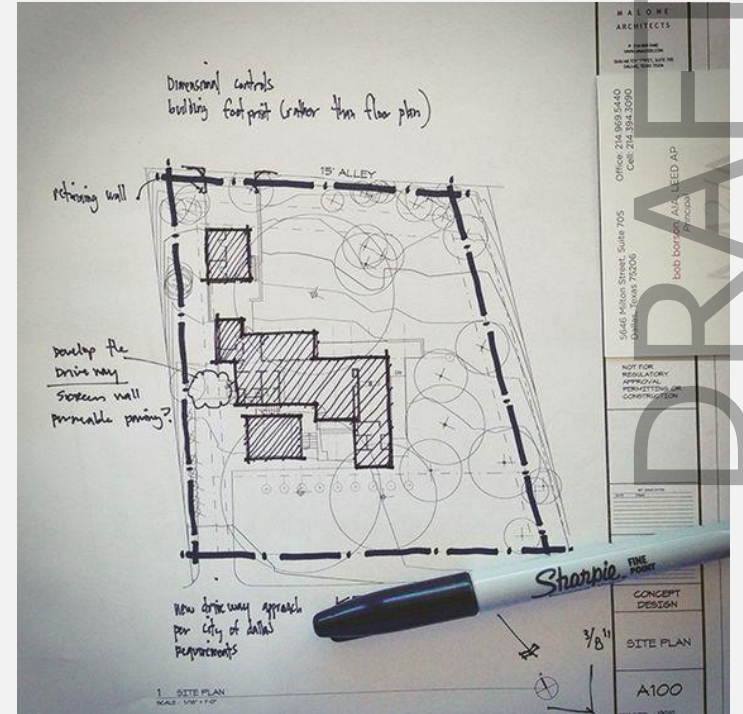 MALONE
ARCHITECTS
Dimensional controls
building footprint (rather than floor plan)
15' ALLEY
retaining wall
Develop the
Driveway
Screen wall
permeable paving?
new driveway approach
per city of dallas
requirements
1 SITE PLAN
Office: 214.969.5440
Cell: 214.394.3090
5646 Milton Street, Suite 705
Dallas, Texas 75206
bob borson, AIA, LEED AP
Principal
DRAFT
NOT FOR
REGULATORY
APPROVAL
PERMITTING OR
CONSTRUCTION
Sharpie. FINE
POINT
CONCEPT
DESIGN
3/8"
SITE PLAN
A100